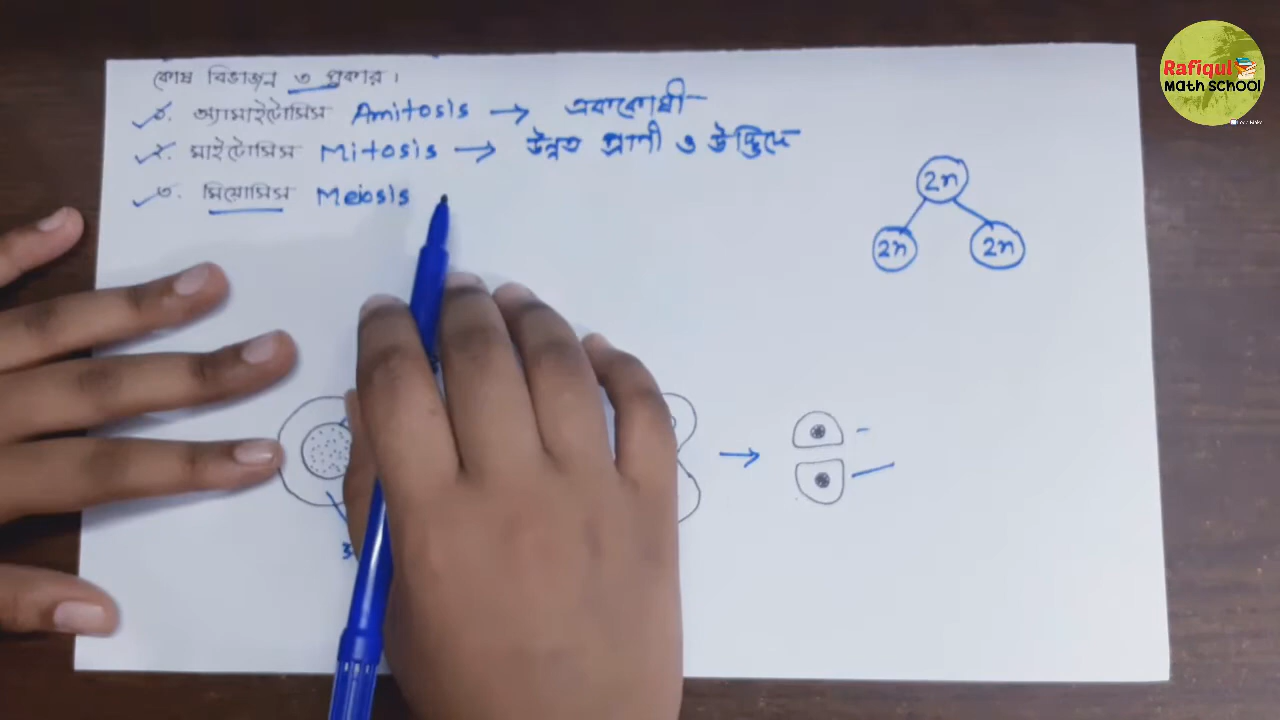 কোষ বিভাজন ৩ প্রকার।
১. অ্যামাইটোসিস Amitosis → এককোষী
২. মাইটোসিস Mitosis → উন্নত প্রাণী ও উদ্ভিদে
৩. মিয়োসিস Meiosis
2n
2n 2n
Rafiqul
Math School